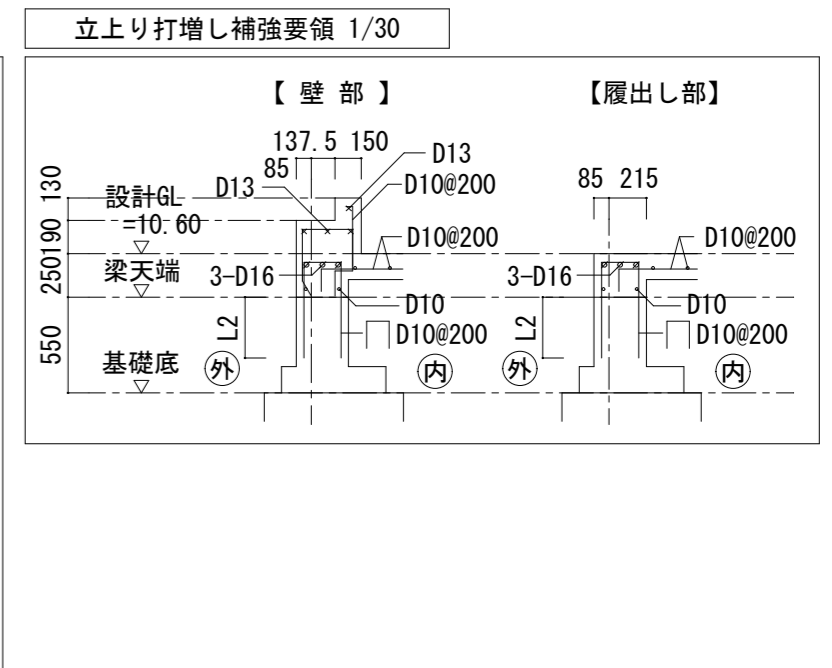 立上り打増し補強要領 1/30
【 壁 部 】
【履出し部】
137.5 150
85
D13
D13
D10@200
130
設計GL
=10.60
190
D10@200
250
梁天端
3-D16
D10
L2
D10@200
550
基礎底
外
内
85 215
D10@200
3-D16
D10
L2
D10@200
外
内